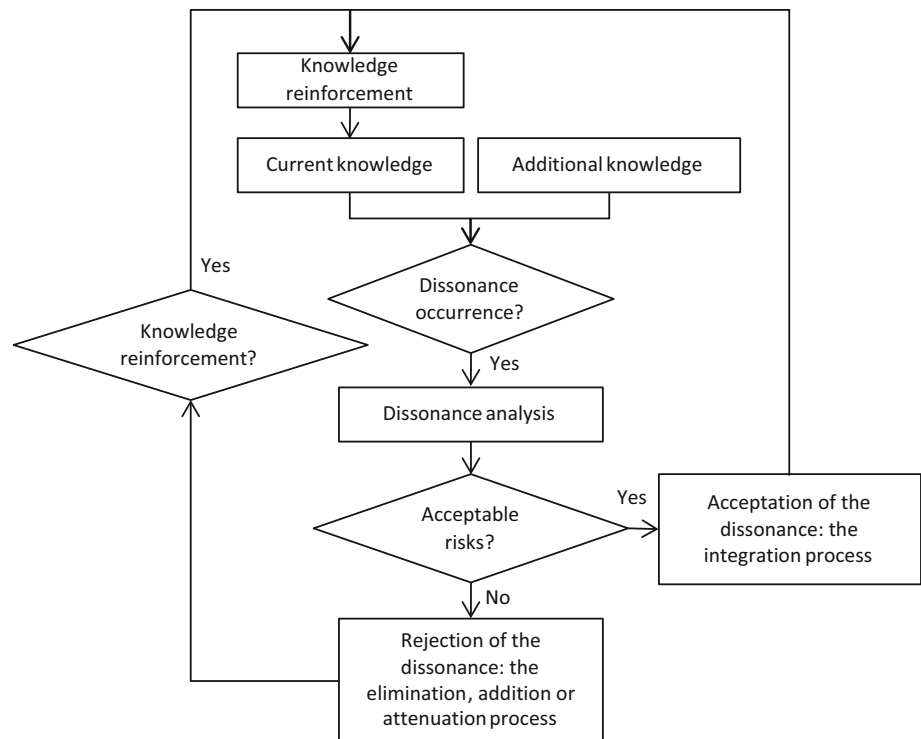 Knowledge
reinforcement
Current knowledge
Additional knowledge
Yes
Dissonance
occurrence?
Knowledge
reinforcement?
Yes
Dissonance analysis
Yes
Acceptable
risks?
Acceptation of the
dissonance: the
integration process
No
Rejection of the
dissonance: the
elimination, addition or
attenuation process